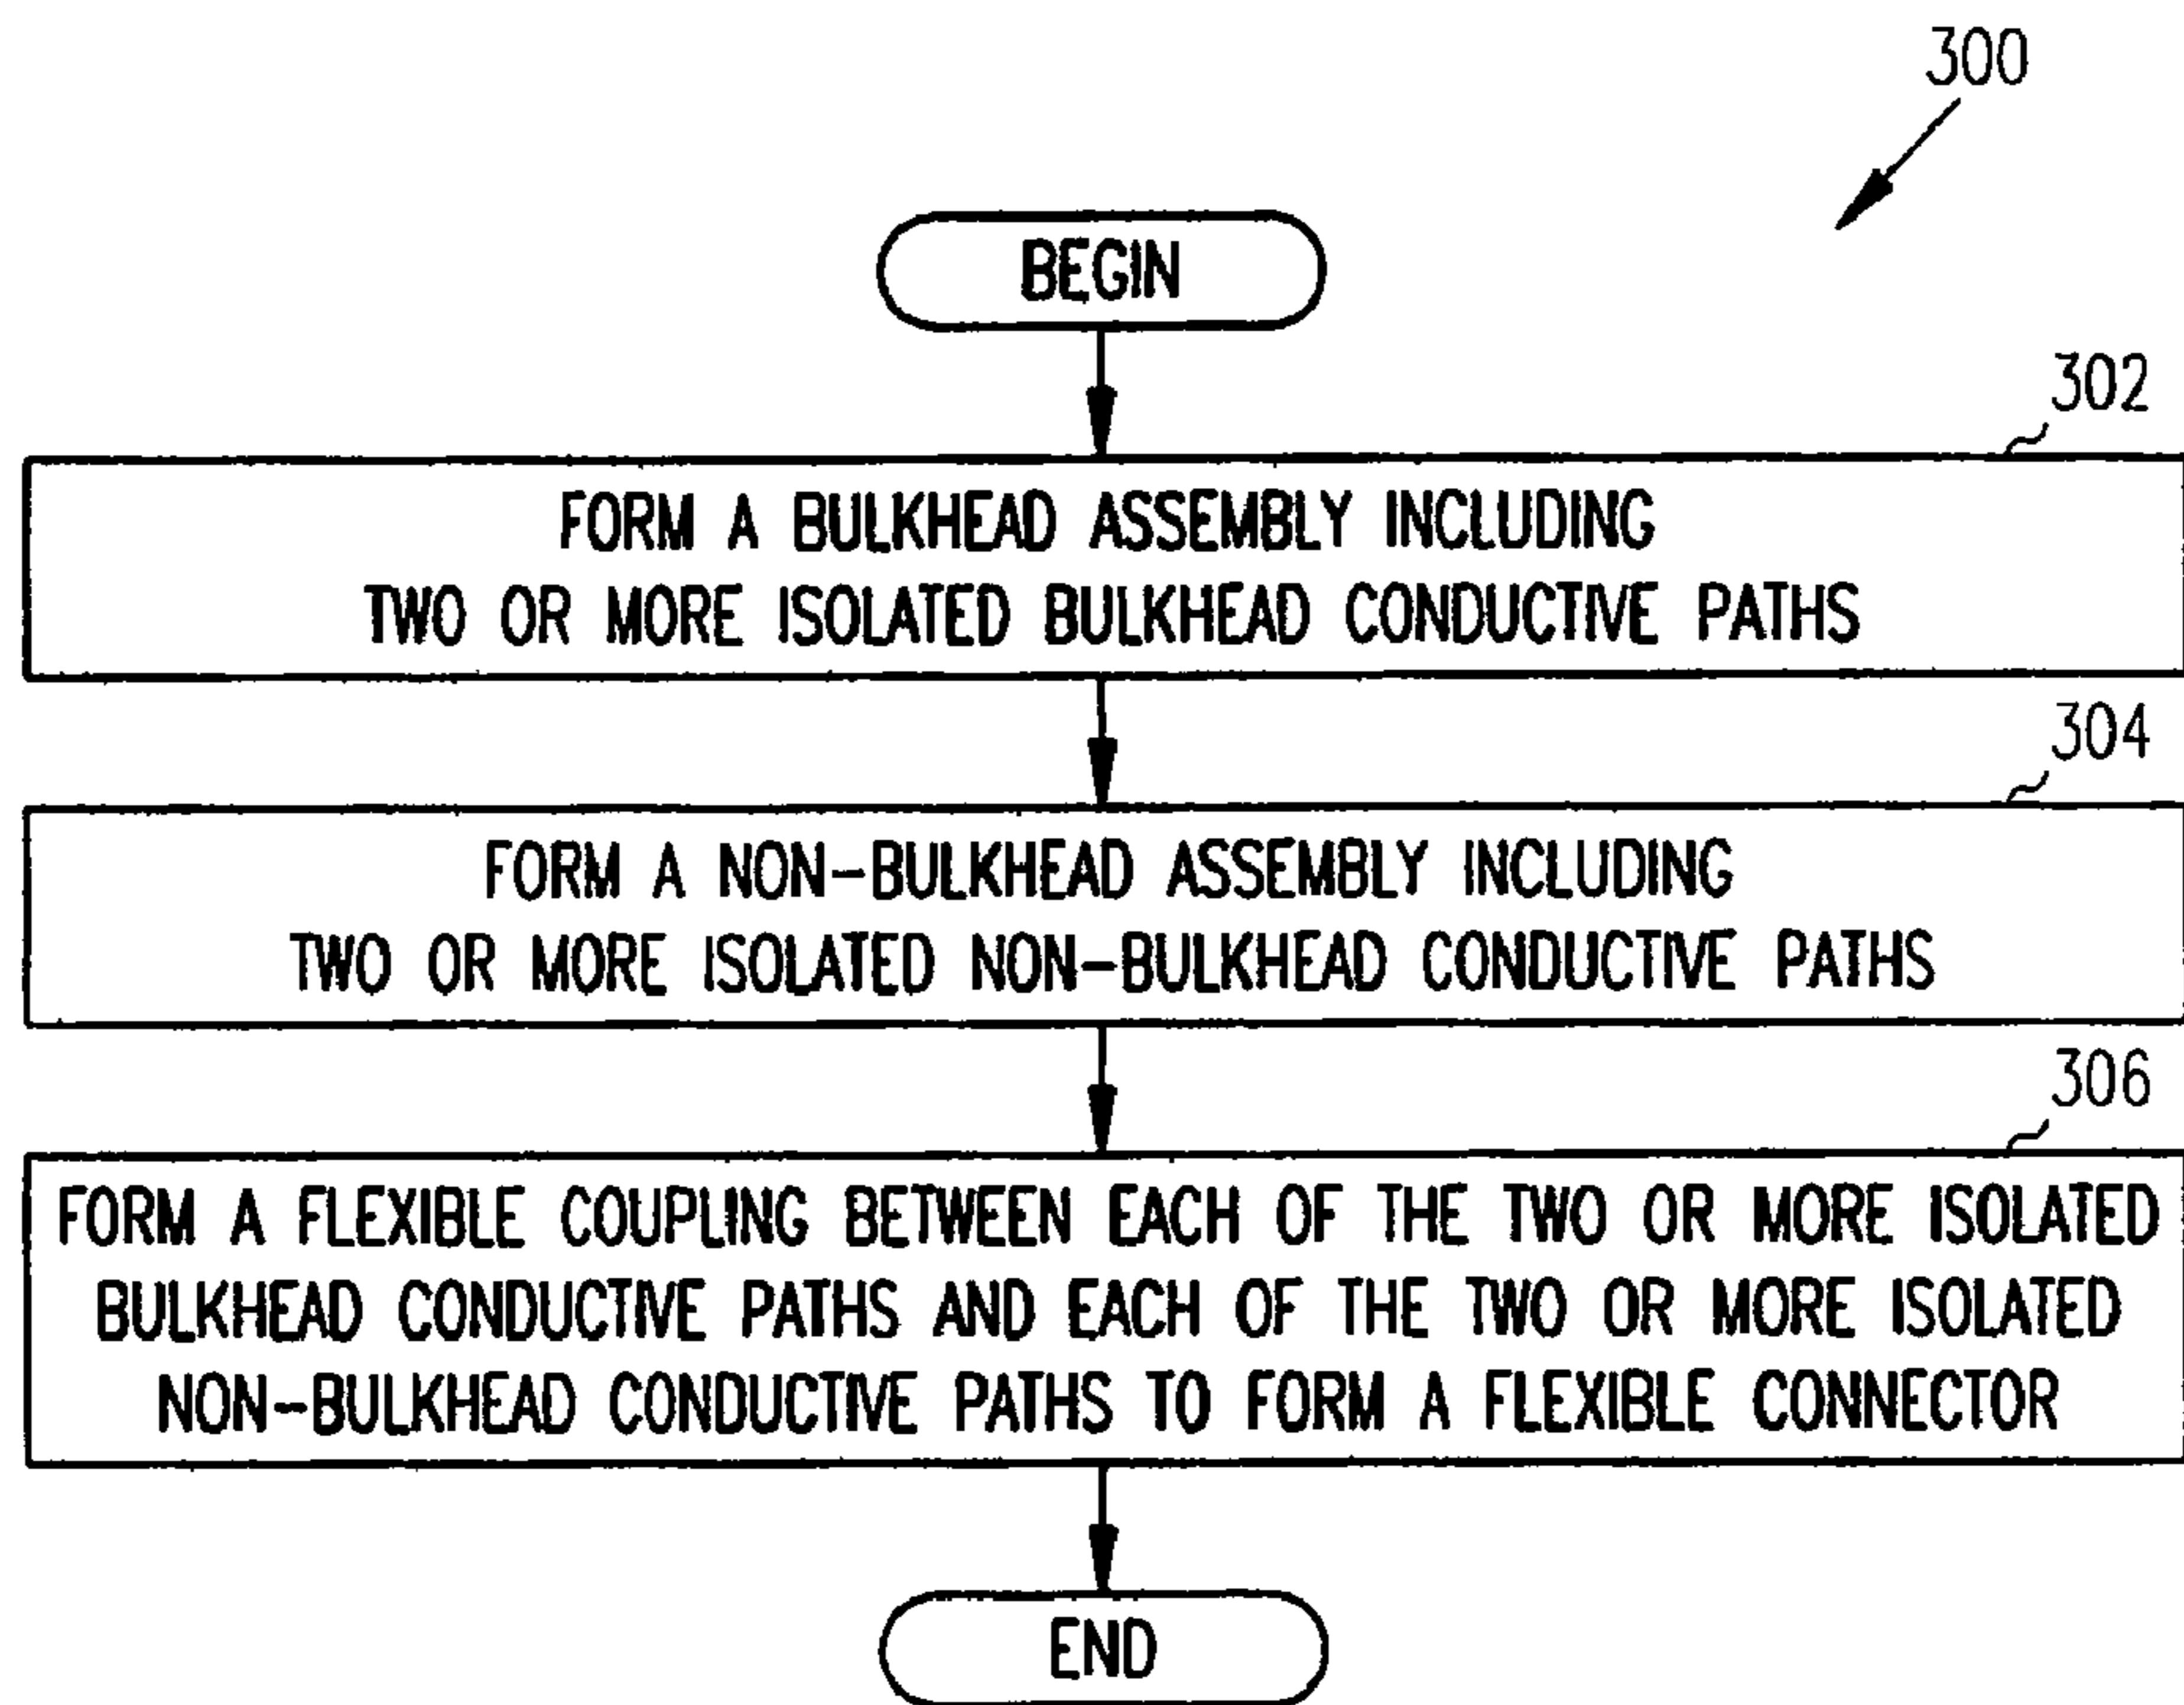 300
BEGIN
302
FORM A BULKHEAD ASSEMBLY INCLUDING
TWO OR MORE ISOLATED BULKHEAD CONDUCTIVE PATHS
304
FORM A NON-BULKHEAD ASSEMBLY INCLUDING
TWO OR MORE ISOLATED NON-BULKHEAD CONDUCTIVE PATHS
306
FORM A FLEXIBLE COUPLING BETWEEN EACH OF THE TWO OR MORE ISOLATED
BULKHEAD CONDUCTIVE PATHS AND EACH OF THE TWO OR MORE ISOLATED
NON-BULKHEAD CONDUCTIVE PATHS TO FORM A FLEXIBLE CONNECTOR
END